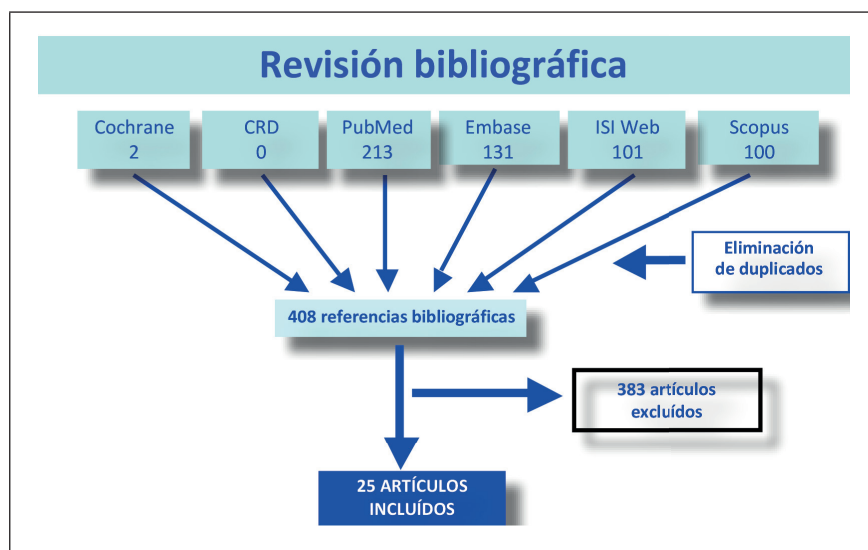 Revisión bibliográfica
Cochrane
2
CRD
0
PubMed
213
Embase
131
ISI Web
101
Scopus
100
Eliminación
de duplicados
408 referencias bibliográficas
383 artículos
excluídos
25 ARTÍCULOS
INCLUÍDOS